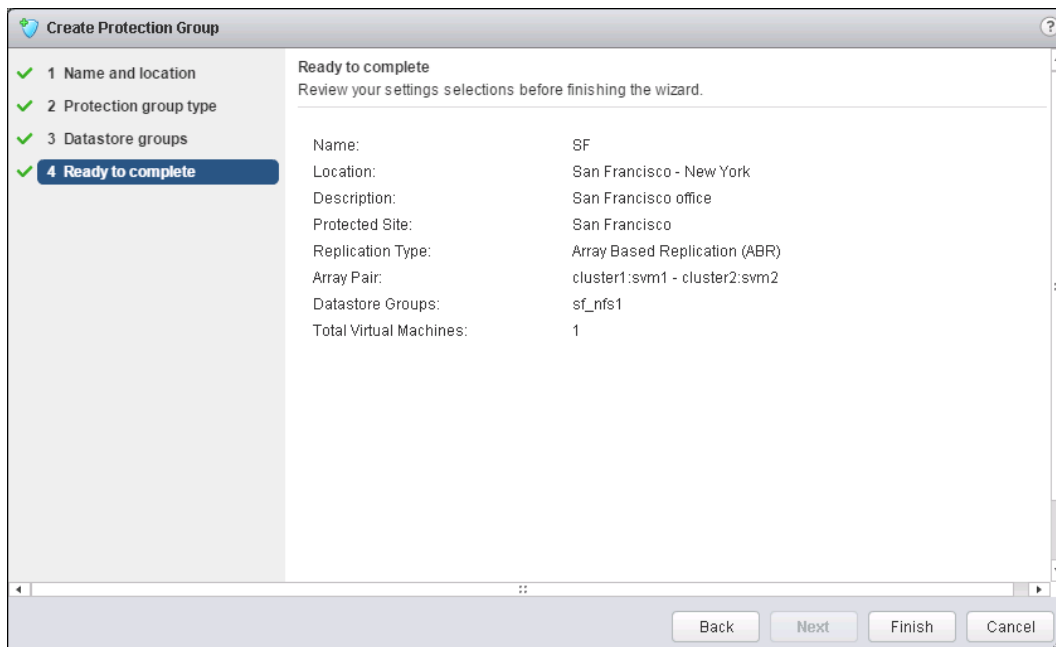 Create Protection Group
?
1 Name and location
2 Protection group type
3 Datastore groups
4 Ready to complete
Ready to complete
Review your settings selections before finishing the wizard.
Name: SF
Location: San Francisco - New York
Description: San Francisco office
Protected Site: San Francisco
Replication Type: Array Based Replication (ABR)
Array Pair: cluster1:svm1 - cluster2:svm2
Datastore Groups: sf_nfs1
Total Virtual Machines: 1
Back Next Finish Cancel